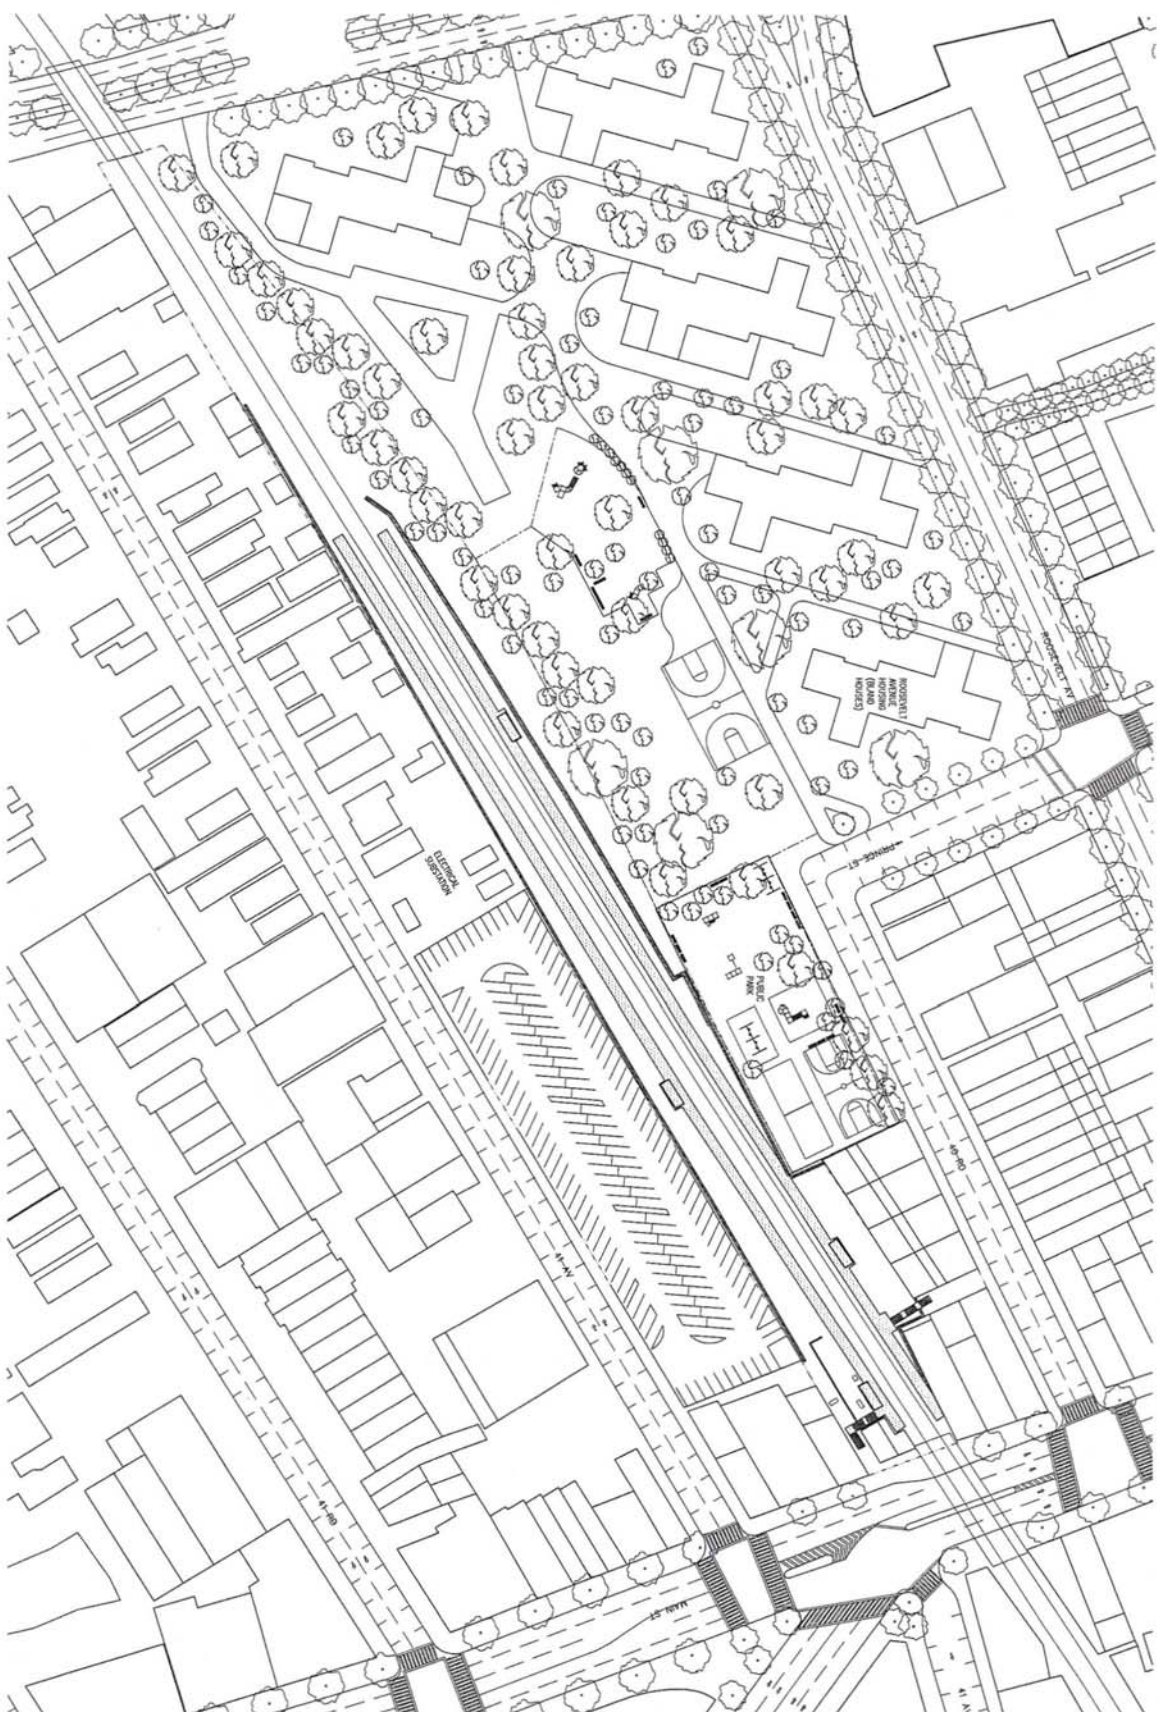 ROOSEVELT AV
ROOSEVELT
AVENUE
HOUSING
(BLAND
HOUSES)
PRINCE ST
ELECTRICAL
SUBSTATION
PUBLIC
PARK
40-RD
41-AV
41-RD
MAIN ST
41 AV